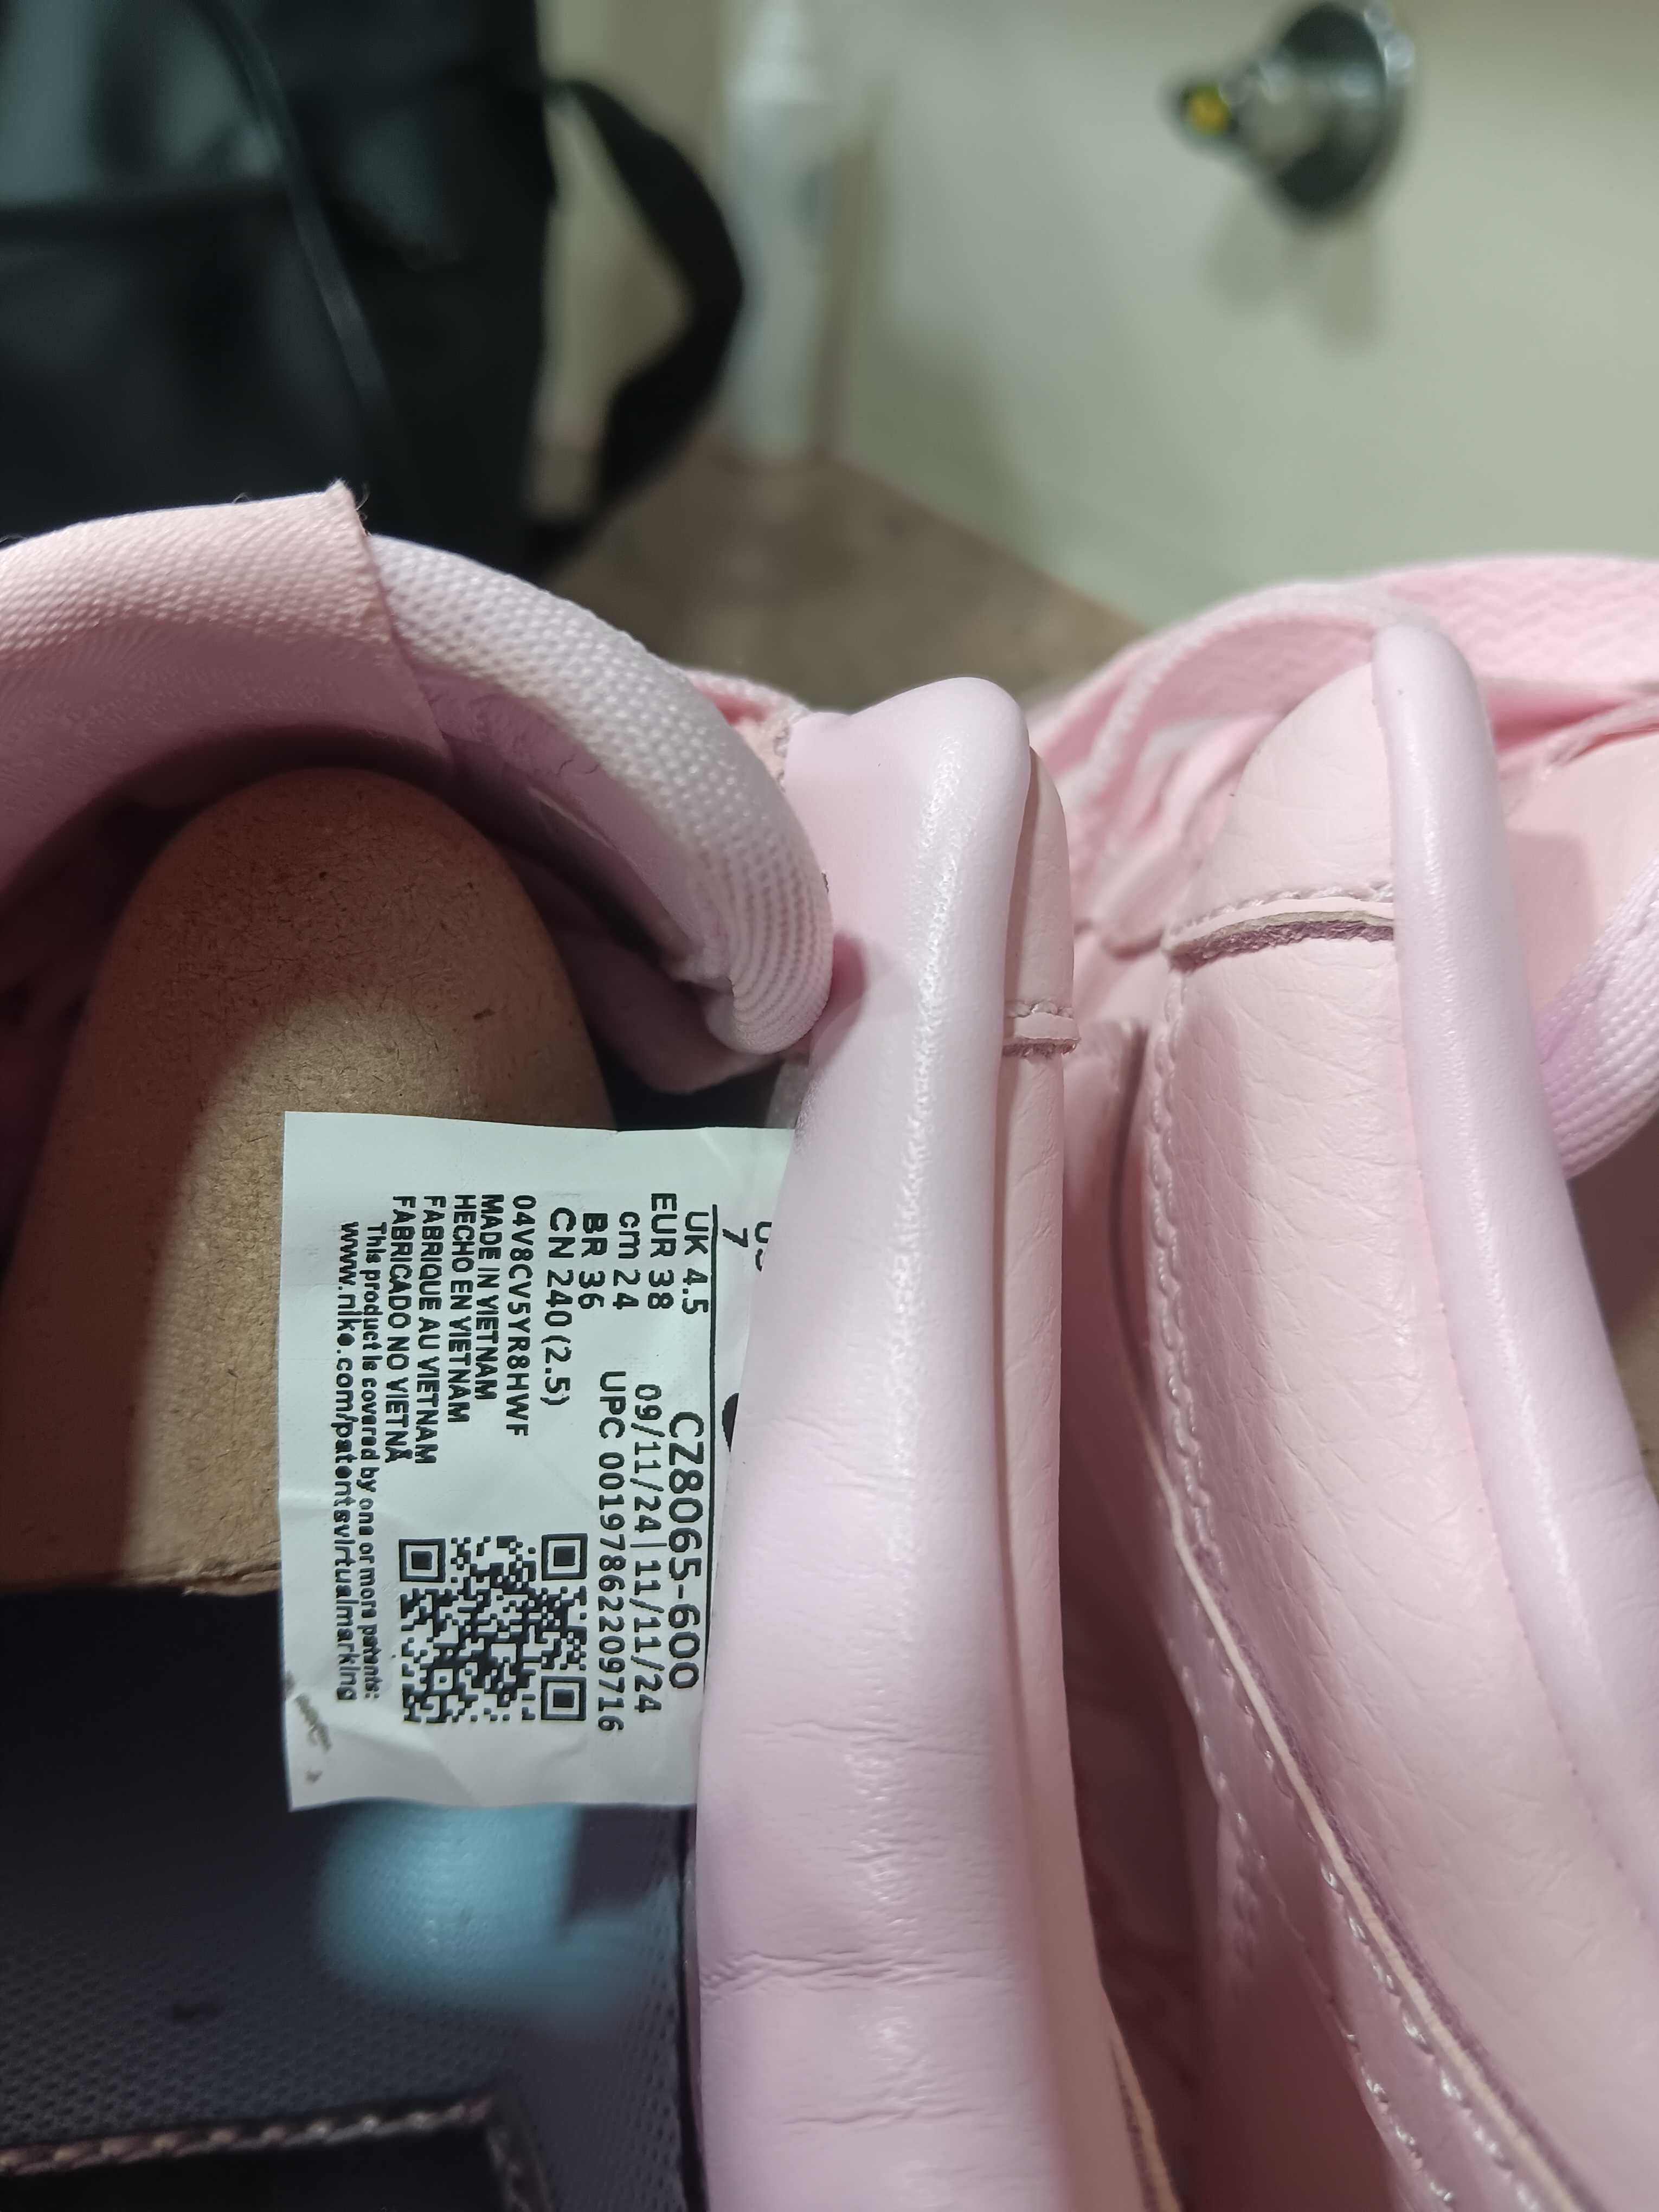 7
UK 4.5 CZ8065-600
EUR 38 09/11/24|11/11/24
cm 24 UPC 00197862209716
BR 36
CN 240 (2.5)
04V8CV5YR8HWF
MADE IN VIETNAM
HECHO EN VIETNAM
FABRIQUE AU VIETNAM
FABRICADO NO VIETNÃ
This product is covered by one or more patents:
www.nike.com/patentsvirtualmarking